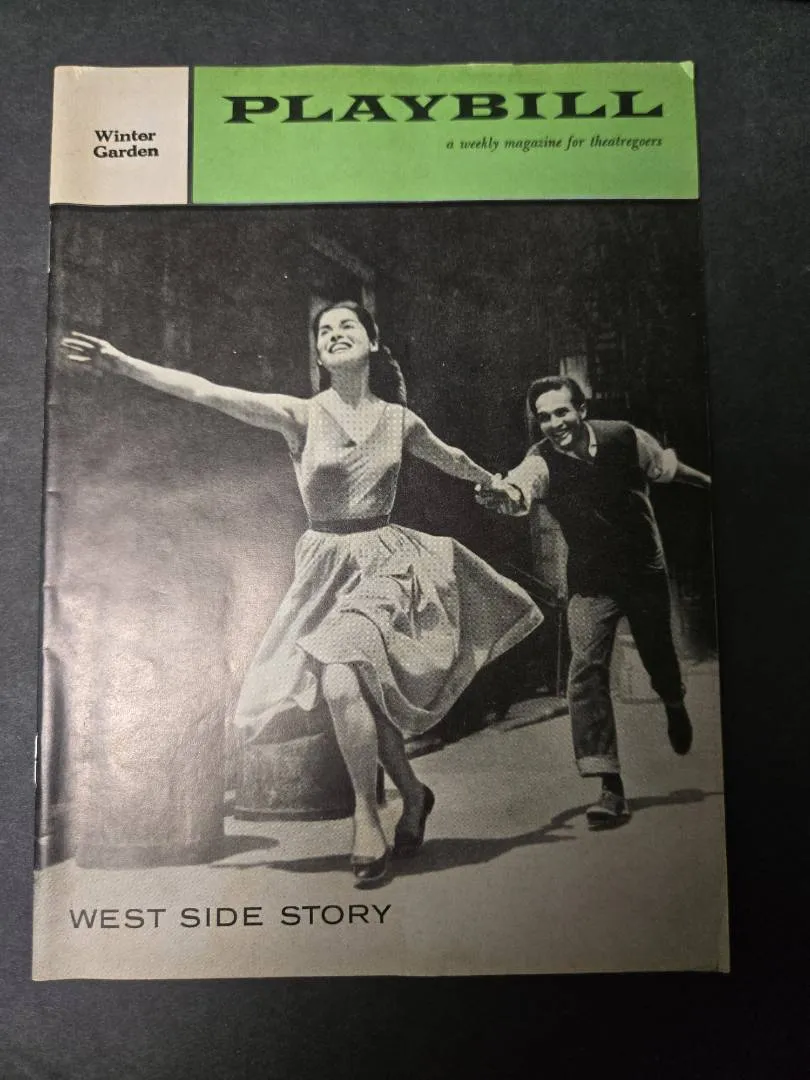 Winter
Garden
PLAYBILL
a weekly magazine for theatregoers
WEST SIDE STORY